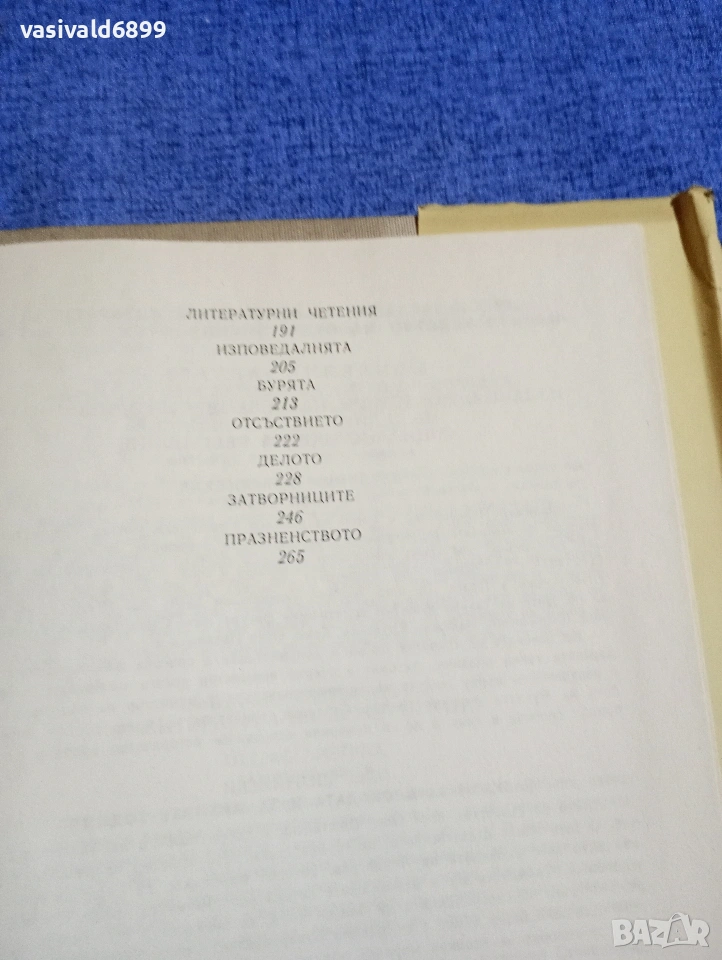 vasivald6899
ЛИТЕРАТУРНИ ЧЕТЕНИЯ
191
ИЗПОВЕДАЛНЯТА
205
БУРЯТА
213
ОТСЪСТВИЕТО
222
ДЕЛОТО
228
ЗАТВОРНИЦИТЕ
246
ПРАЗНЕНСТВОТО
265
BAZAR